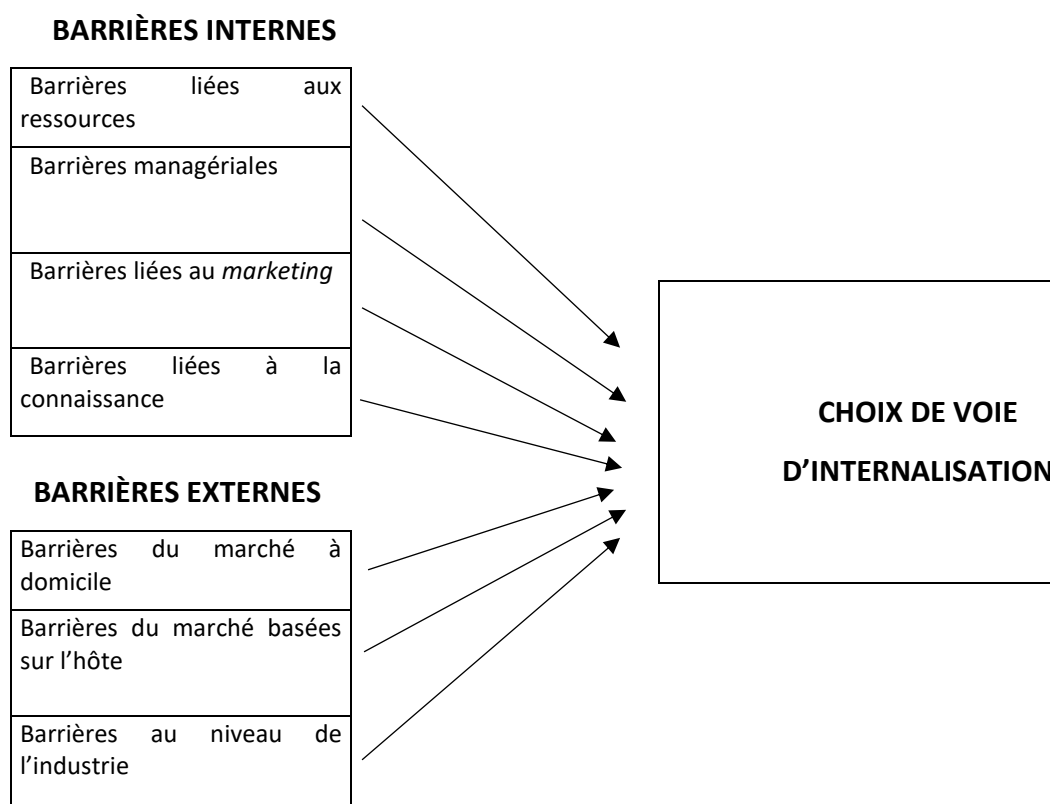 BARRIÈRES INTERNES
Barrières liées aux
ressources
Barrières managériales
Barrières liées au marketing
Barrières liées à la
connaissance
CHOIX DE VOIE
D’INTERNALISATION
BARRIÈRES EXTERNES
Barrières du marché à
domicile
Barrières du marché basées
sur l’hôte
Barrières au niveau de
l’industrie